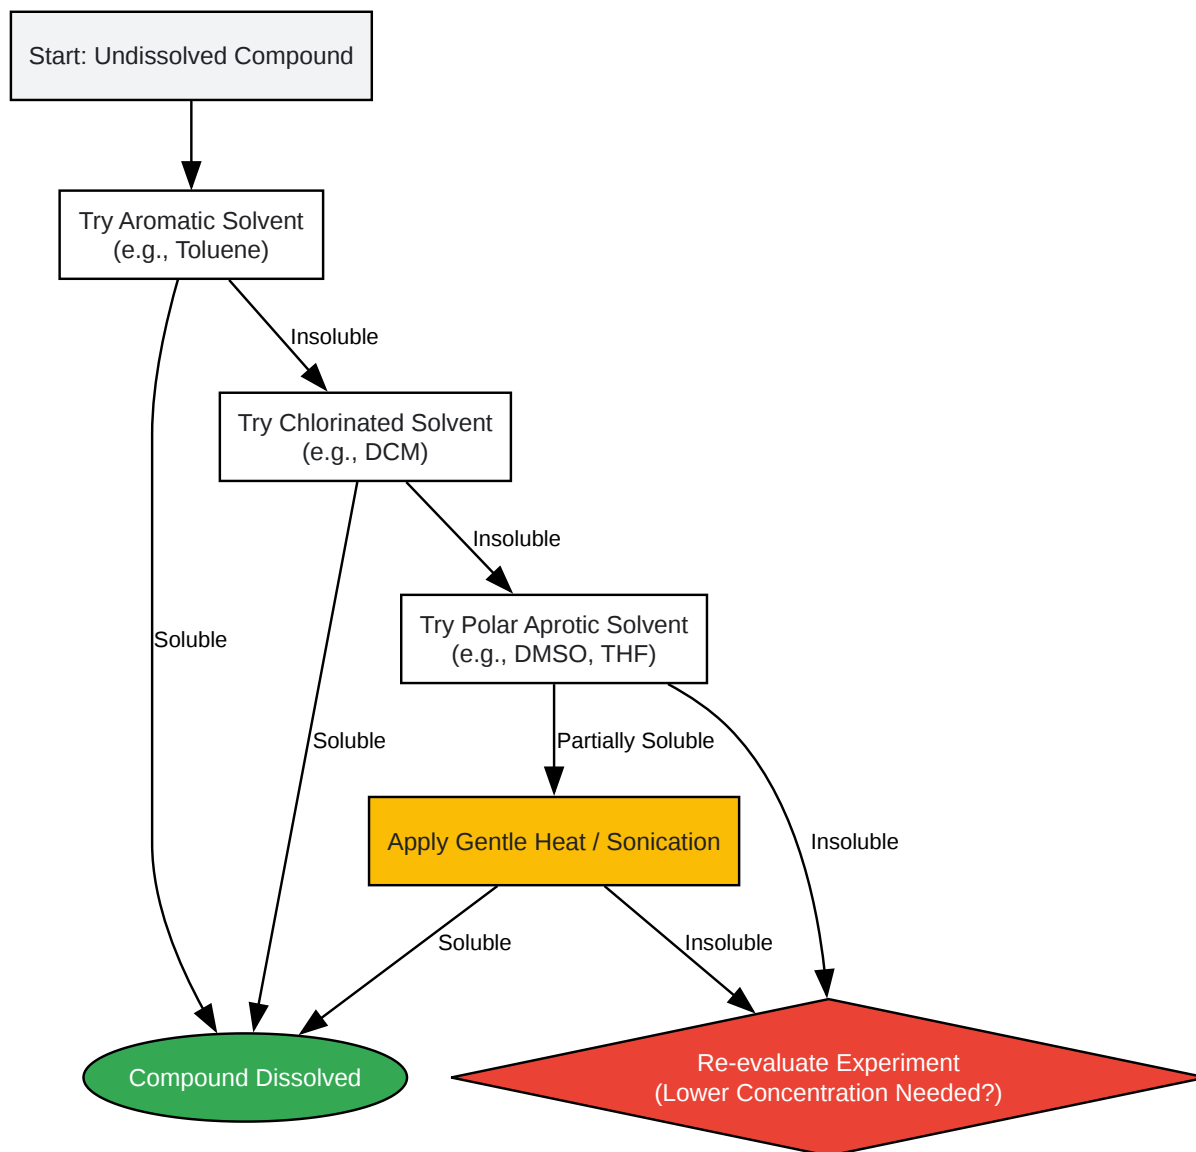 Start: Undissolved Compound
Try Aromatic Solvent
(e.g., Toluene)
Insoluble
Try Chlorinated Solvent
(e.g., DCM)
Insoluble
Try Polar Aprotic Solvent
(e.g., DMSO, THF)
Soluble
Soluble
Partially Soluble
Apply Gentle Heat / Sonication
Insoluble
Soluble
Insoluble
Compound Dissolved
Re-evaluate Experiment
(Lower Concentration Needed?)